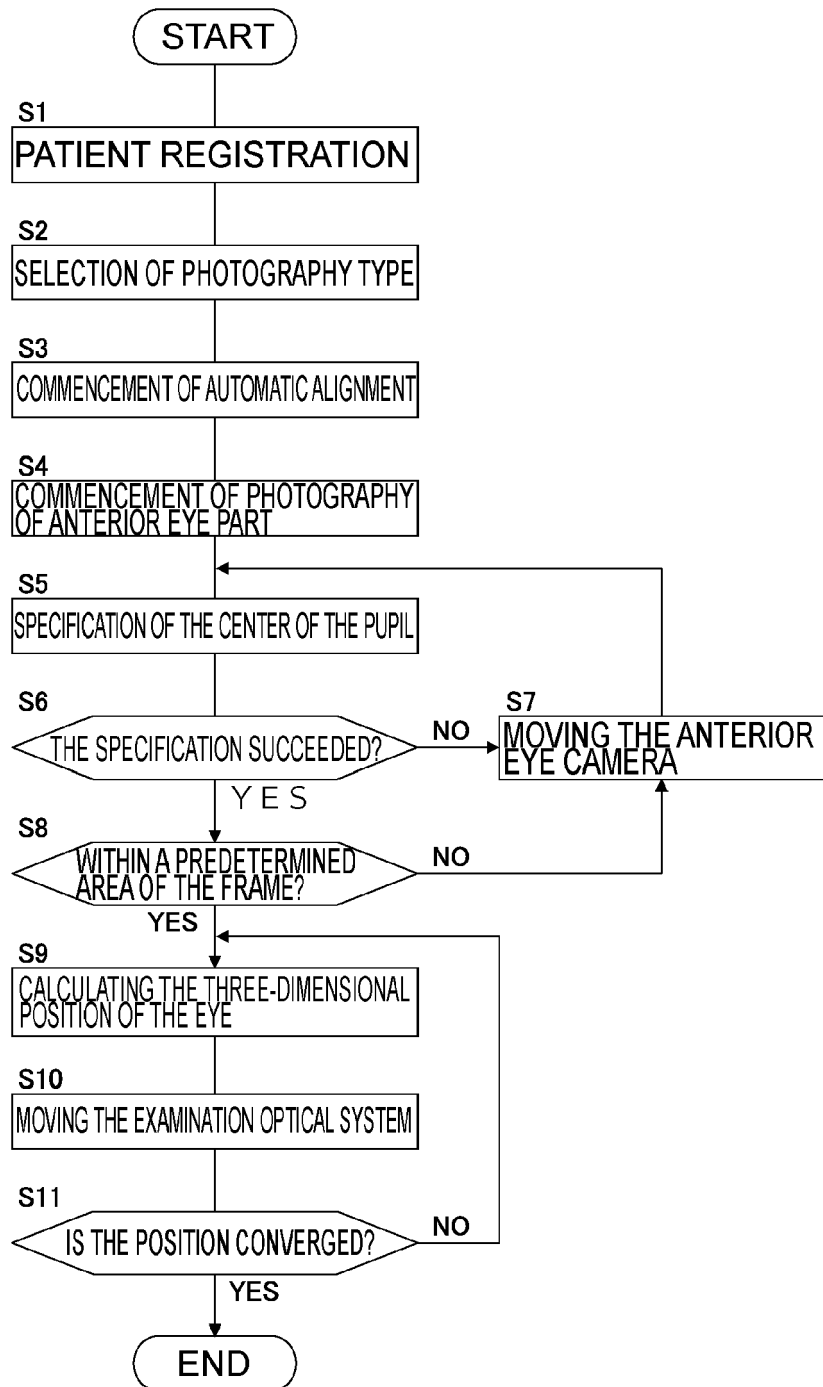 START
S1
PATIENT REGISTRATION
S2
SELECTION OF PHOTOGRAPHY TYPE
S3
COMMENCEMENT OF AUTOMATIC ALIGNMENT
S4
COMMENCEMENT OF PHOTOGRAPHY
OF ANTERIOR EYE PART
S5
SPECIFICATION OF THE CENTER OF THE PUPIL
S6
THE SPECIFICATION SUCCEEDED?
NO
S7
MOVING THE ANTERIOR
EYE CAMERA
YES
S8
WITHIN A PREDETERMINED
AREA OF THE FRAME?
NO
YES
S9
CALCULATING THE THREE-DIMENSIONAL
POSITION OF THE EYE
S10
MOVING THE EXAMINATION OPTICAL SYSTEM
S11
IS THE POSITION CONVERGED?
NO
YES
END